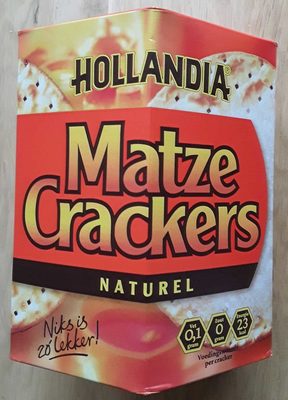 HOLLANDIA®
Matze
Crackers
NATUREL
Niks is
zó lekker!
Vet
0,1
gram
Zout
0
gram
Energie
23
kcal
per cracker